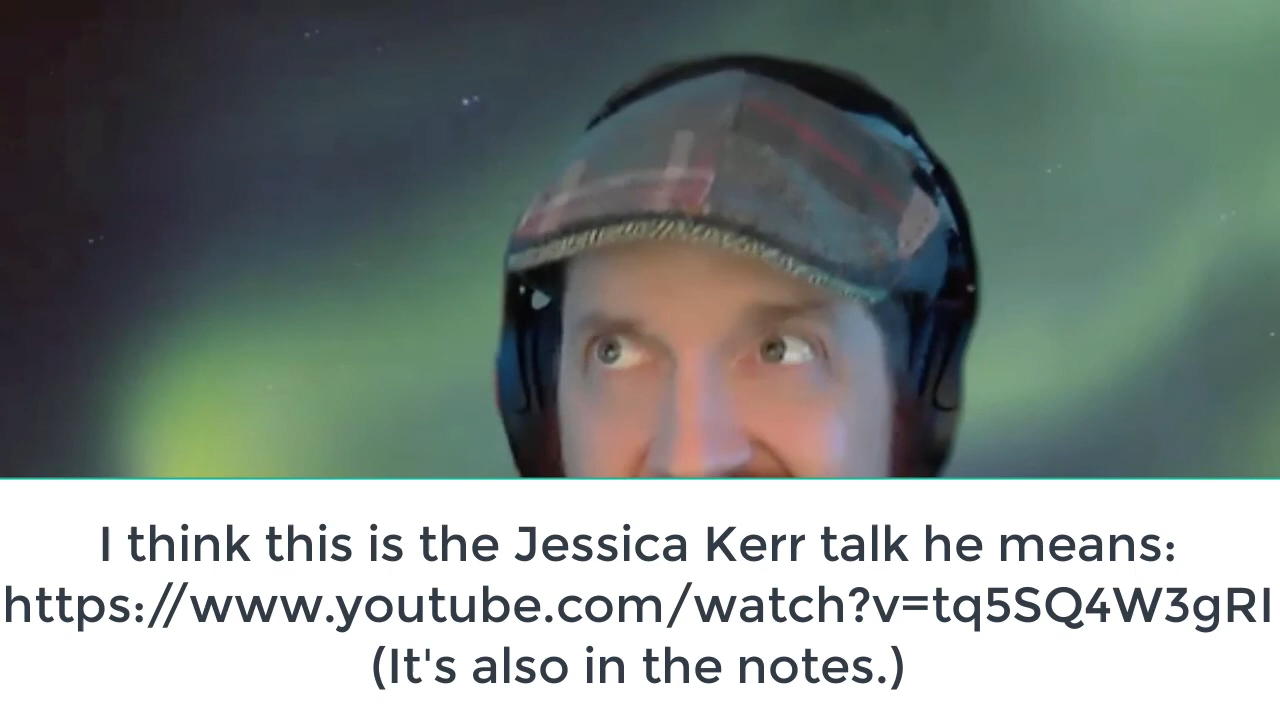 I think this is the Jessica Kerr talk he means:
https://www.youtube.com/watch?v=tq5SQ4W3gRI
(It's also in the notes.)